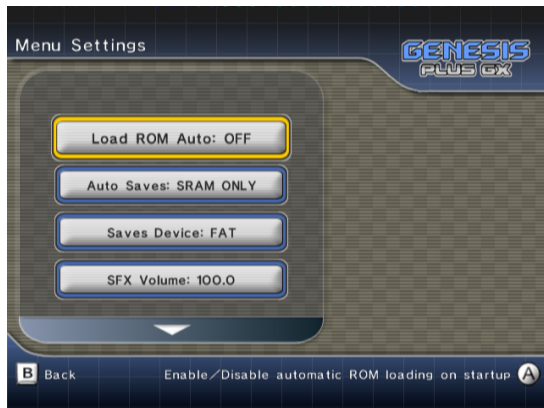 Menu Settings
GENESIS
PLUS GX
Load ROM Auto: OFF
Auto Saves: SRAM ONLY
Saves Device: FAT
SFX Volume: 100.0
B Back
Enable/Disable automatic ROM loading on startup A